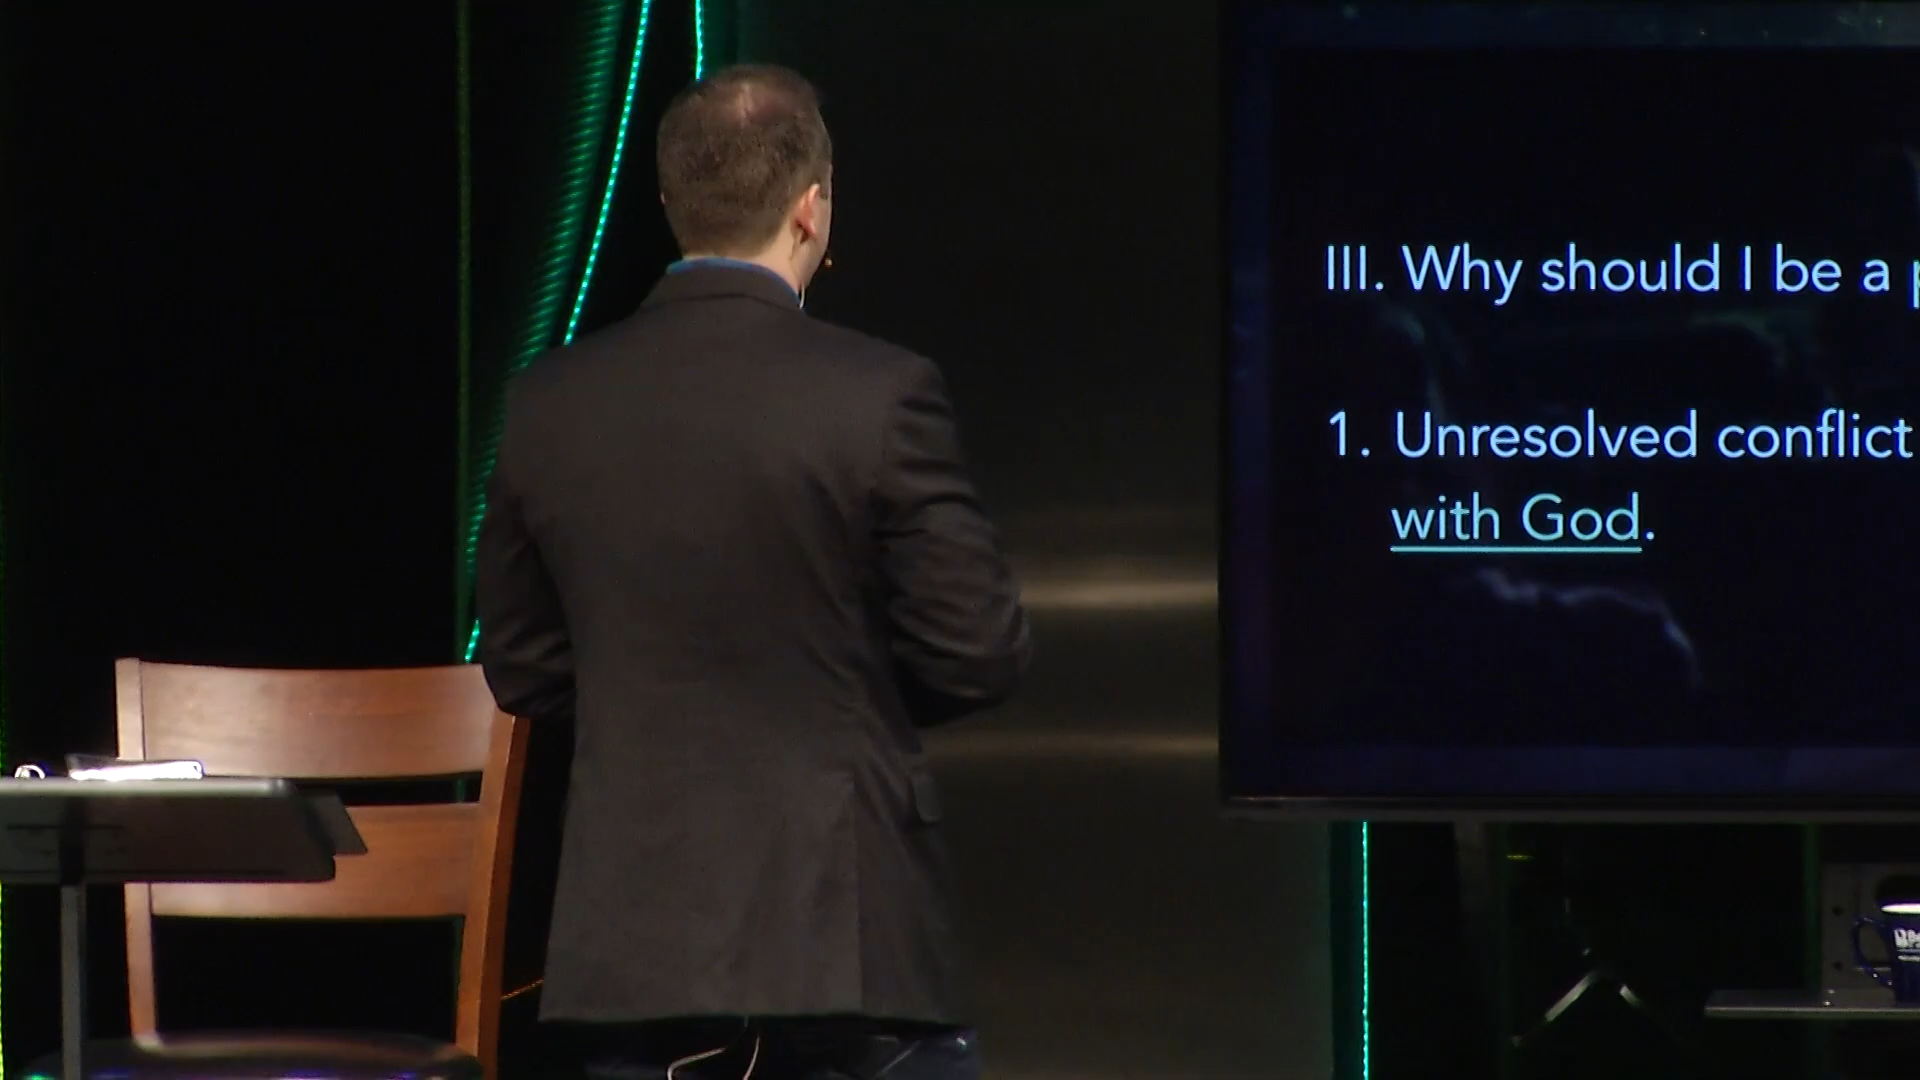 III. Why should I be a
1. Unresolved conflict
with God.